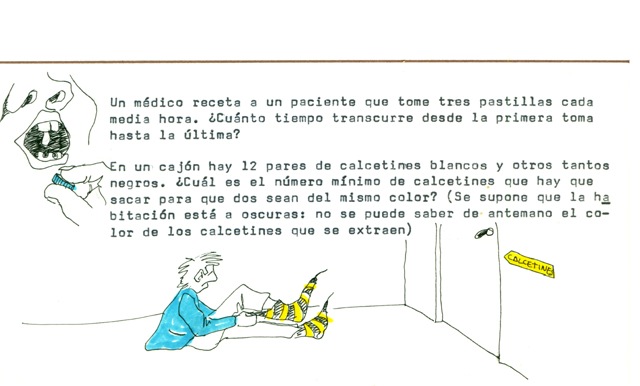 Un médico receta a un paciente que tome tres pastillas cada
media hora. ¿Cuánto tiempo transcurre desde la primera toma
hasta la última?
En un cajón hay 12 pares de calcetines blancos y otros tantos
negros. ¿Cuál es el número mínimo de calcetines que hay que
sacar para que dos sean del mismo color? (Se supone que la ha
bitación está a oscuras: no se puede saber de antemano el co-
lor de los calcetines que se extraen)
CALCETINES